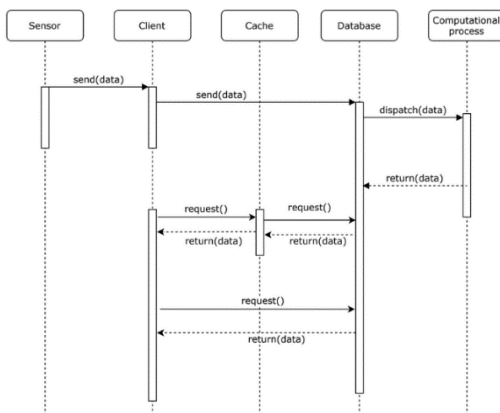 Sensor
Client
Cache
Database
Computational
process
send(data)
send(data)
dispatch(data)
return(data)
request()
request()
return(data)
return(data)
request()
return(data)